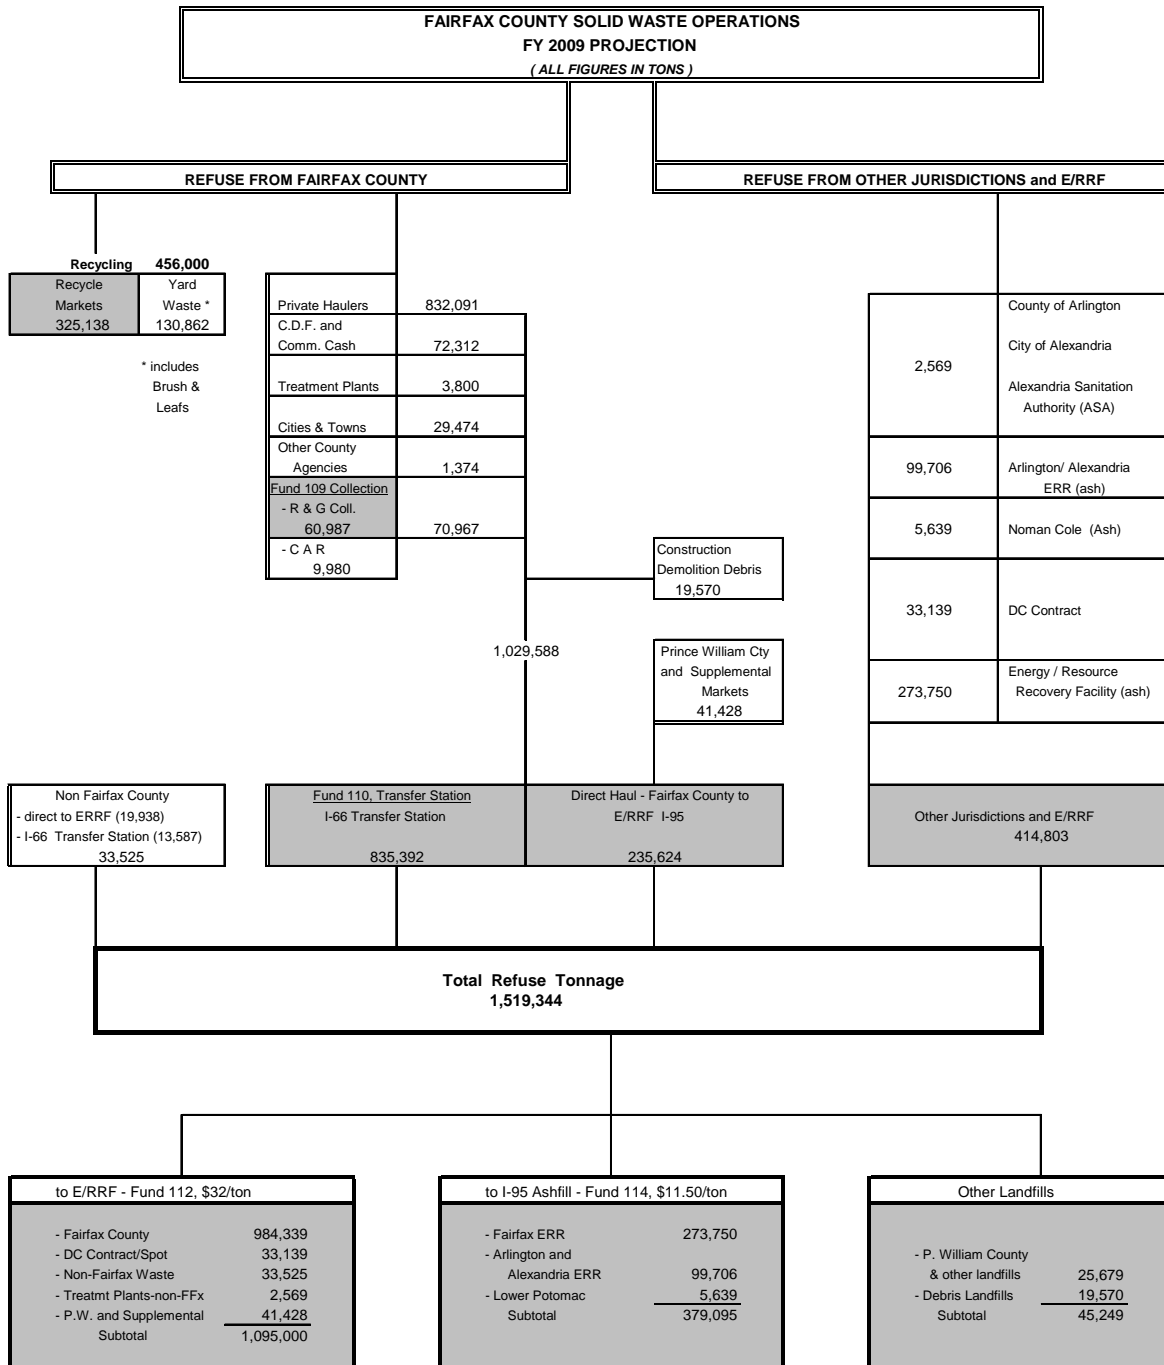 FAIRFAX COUNTY SOLID WASTE OPERATIONS
FY 2009 PROJECTION
( ALL FIGURES IN TONS )
REFUSE FROM FAIRFAX COUNTY
REFUSE FROM OTHER JURISDICTIONS and E/RRF
Recycling 456,000
Recycle Markets 325,138
Yard Waste * 130,862
* includes
Brush &
Leafs
Private Haulers 832,091
C.D.F. and
Comm. Cash 72,312
Treatment Plants 3,800
Cities & Towns 29,474
Other County
Agencies 1,374
Fund 109 Collection
- R & G Coll.
60,987 70,967
- C A R
9,980
Construction
Demolition Debris
19,570
1,029,588
Prince William Cty
and Supplemental
Markets
41,428
County of Arlington
City of Alexandria
2,569
Alexandria Sanitation
Authority (ASA)
99,706 Arlington/ Alexandria
ERR (ash)
5,639 Noman Cole (Ash)
33,139 DC Contract
Energy / Resource
273,750 Recovery Facility (ash)
Non Fairfax County
- direct to ERRF (19,938)
- I-66 Transfer Station (13,587)
33,525
Fund 110, Transfer Station
I-66 Transfer Station
835,392
Direct Haul - Fairfax County to
E/RRF I-95
235,624
Other Jurisdictions and E/RRF
414,803
Total Refuse Tonnage
1,519,344
to E/RRF - Fund 112, $32/ton
- Fairfax County 984,339
- DC Contract/Spot 33,139
- Non-Fairfax Waste 33,525
- Treatmt Plants-non-FFx 2,569
- P.W. and Supplemental 41,428
Subtotal 1,095,000
to I-95 Ashfill - Fund 114, $11.50/ton
- Fairfax ERR 273,750
- Arlington and
Alexandria ERR 99,706
- Lower Potomac 5,639
Subtotal 379,095
Other Landfills
- P. William County
& other landfills 25,679
- Debris Landfills 19,570
Subtotal 45,249